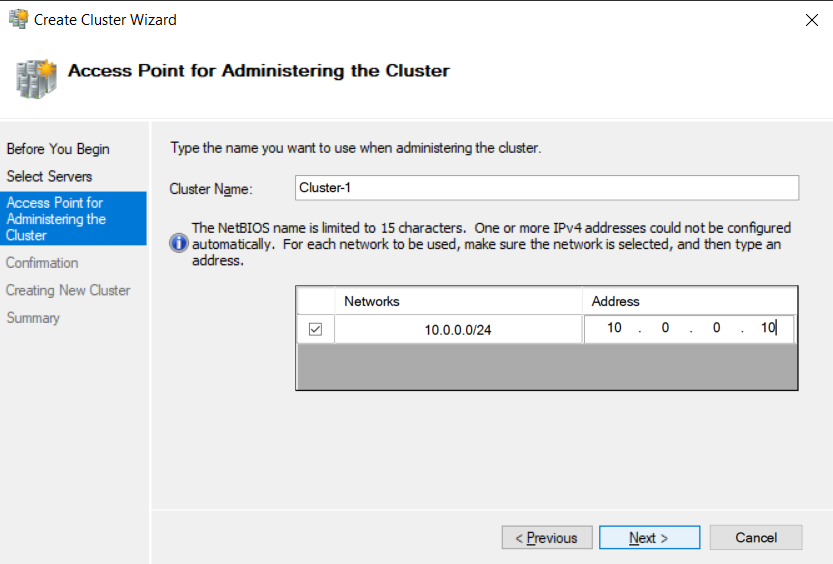 Create Cluster Wizard
Access Point for Administering the Cluster
Before You Begin
Select Servers
Access Point for
Administering the
Cluster
Confirmation
Creating New Cluster
Summary
Type the name you want to use when administering the cluster.
Cluster Name:
Cluster-1
The NetBIOS name is limited to 15 characters.  One or more IPv4 addresses could not be configured
automatically.  For each network to be used, make sure the network is selected, and then type an
address.
Networks
Address
10.0.0.0/24
10 . 0 . 0 . 10
< Previous
Next >
Cancel